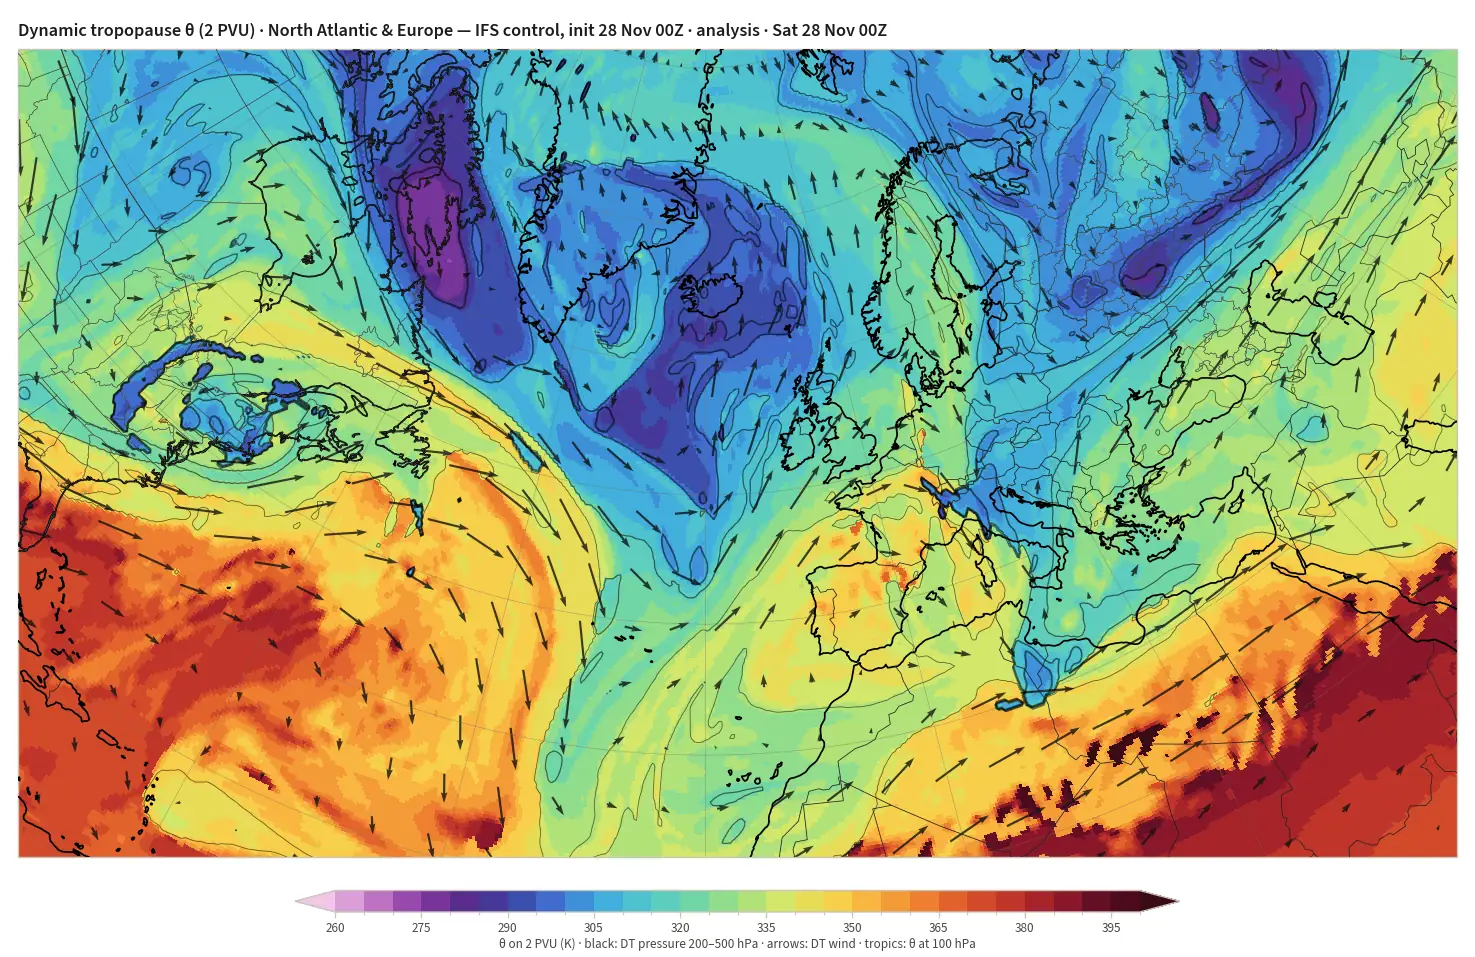 Dynamic tropopause θ (2 PVU) · North Atlantic & Europe — IFS control, init 28 Nov 00Z · analysis · Sat 28 Nov 00Z
260 275 290 305 320 335 350 365 380 395
θ on 2 PVU (K) · black: DT pressure 200–500 hPa · arrows: DT wind · tropics: θ at 100 hPa